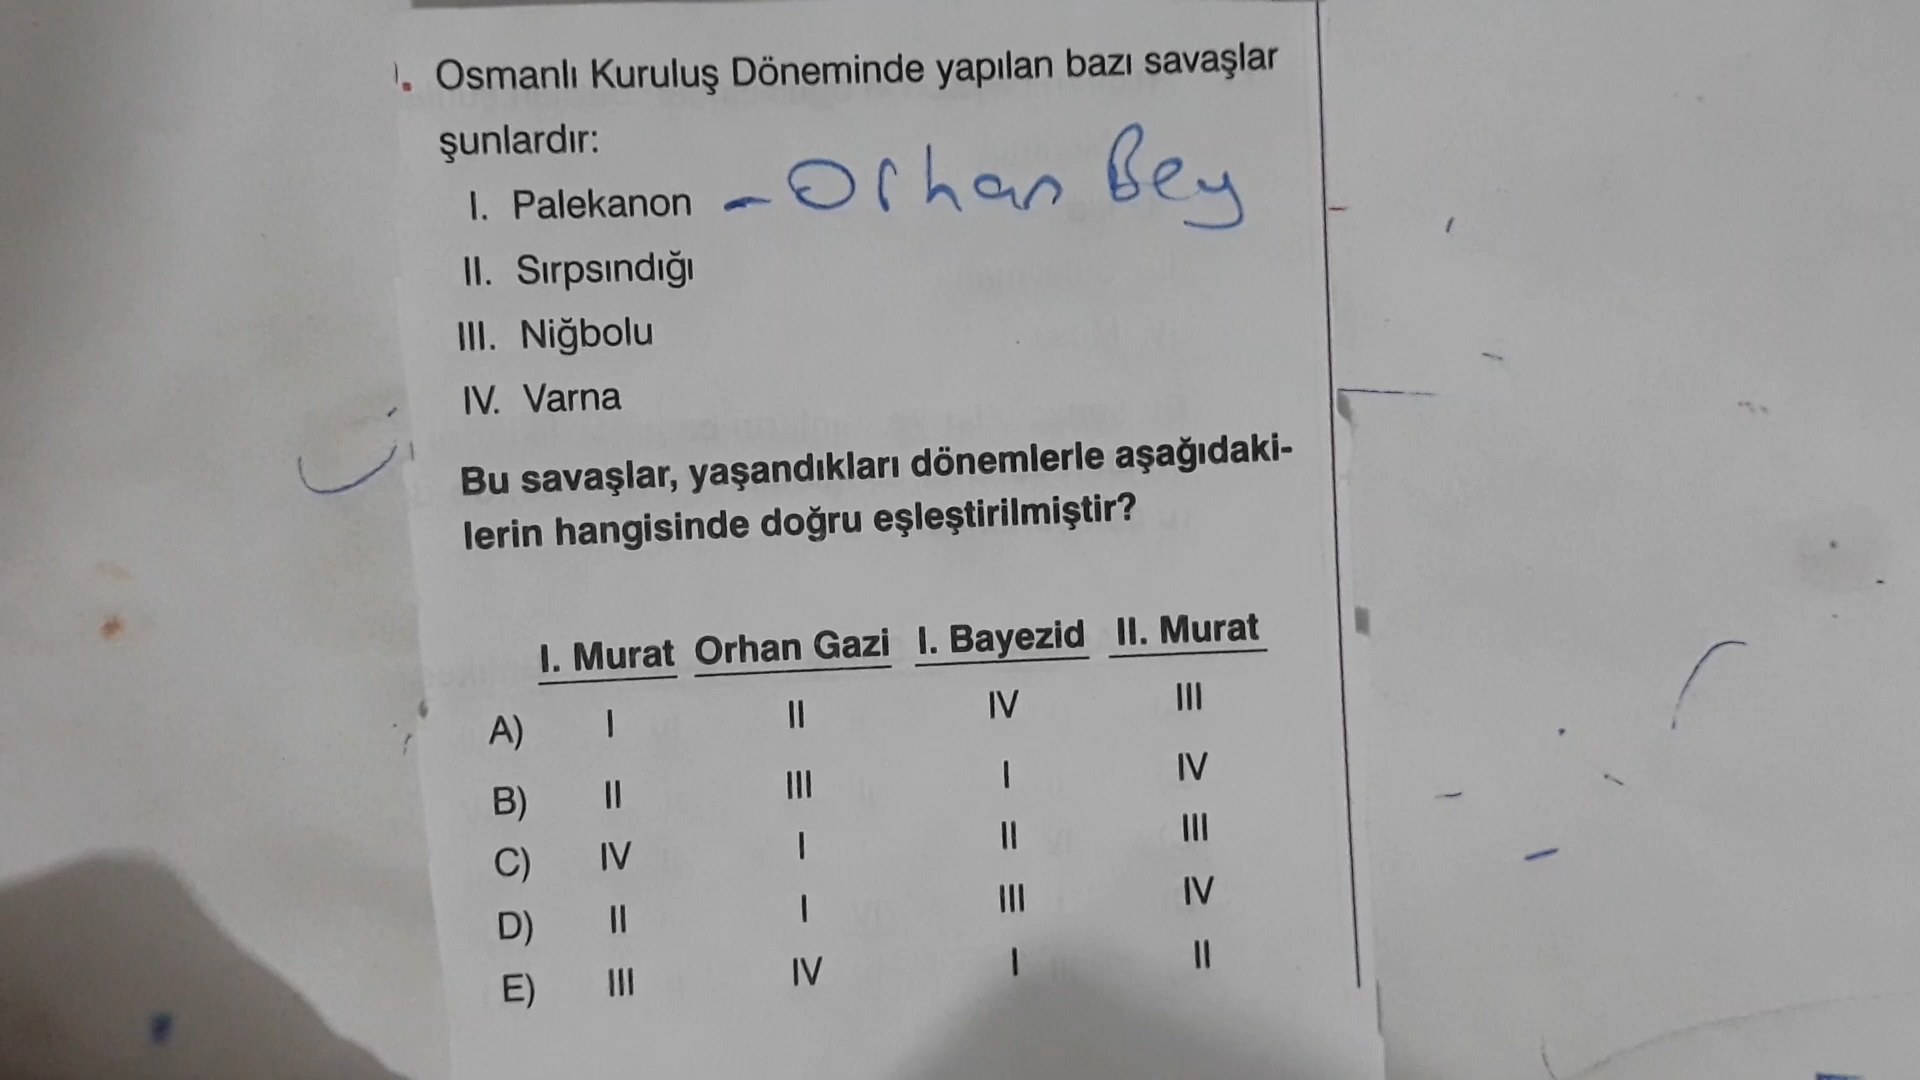 1. Osmanlı Kuruluş Döneminde yapılan bazı savaşlar
şunlardır:
I. Palekanon - Orhan Bey
II. Sırpsındığı
III. Niğbolu
IV. Varna
Bu savaşlar, yaşandıkları dönemlerle aşağıdaki-
lerin hangisinde doğru eşleştirilmiştir?
I. Murat Orhan Gazi I. Bayezid II. Murat
A) I II IV III
B) II III I IV
C) IV I II III
D) II I III IV
E) III IV I II